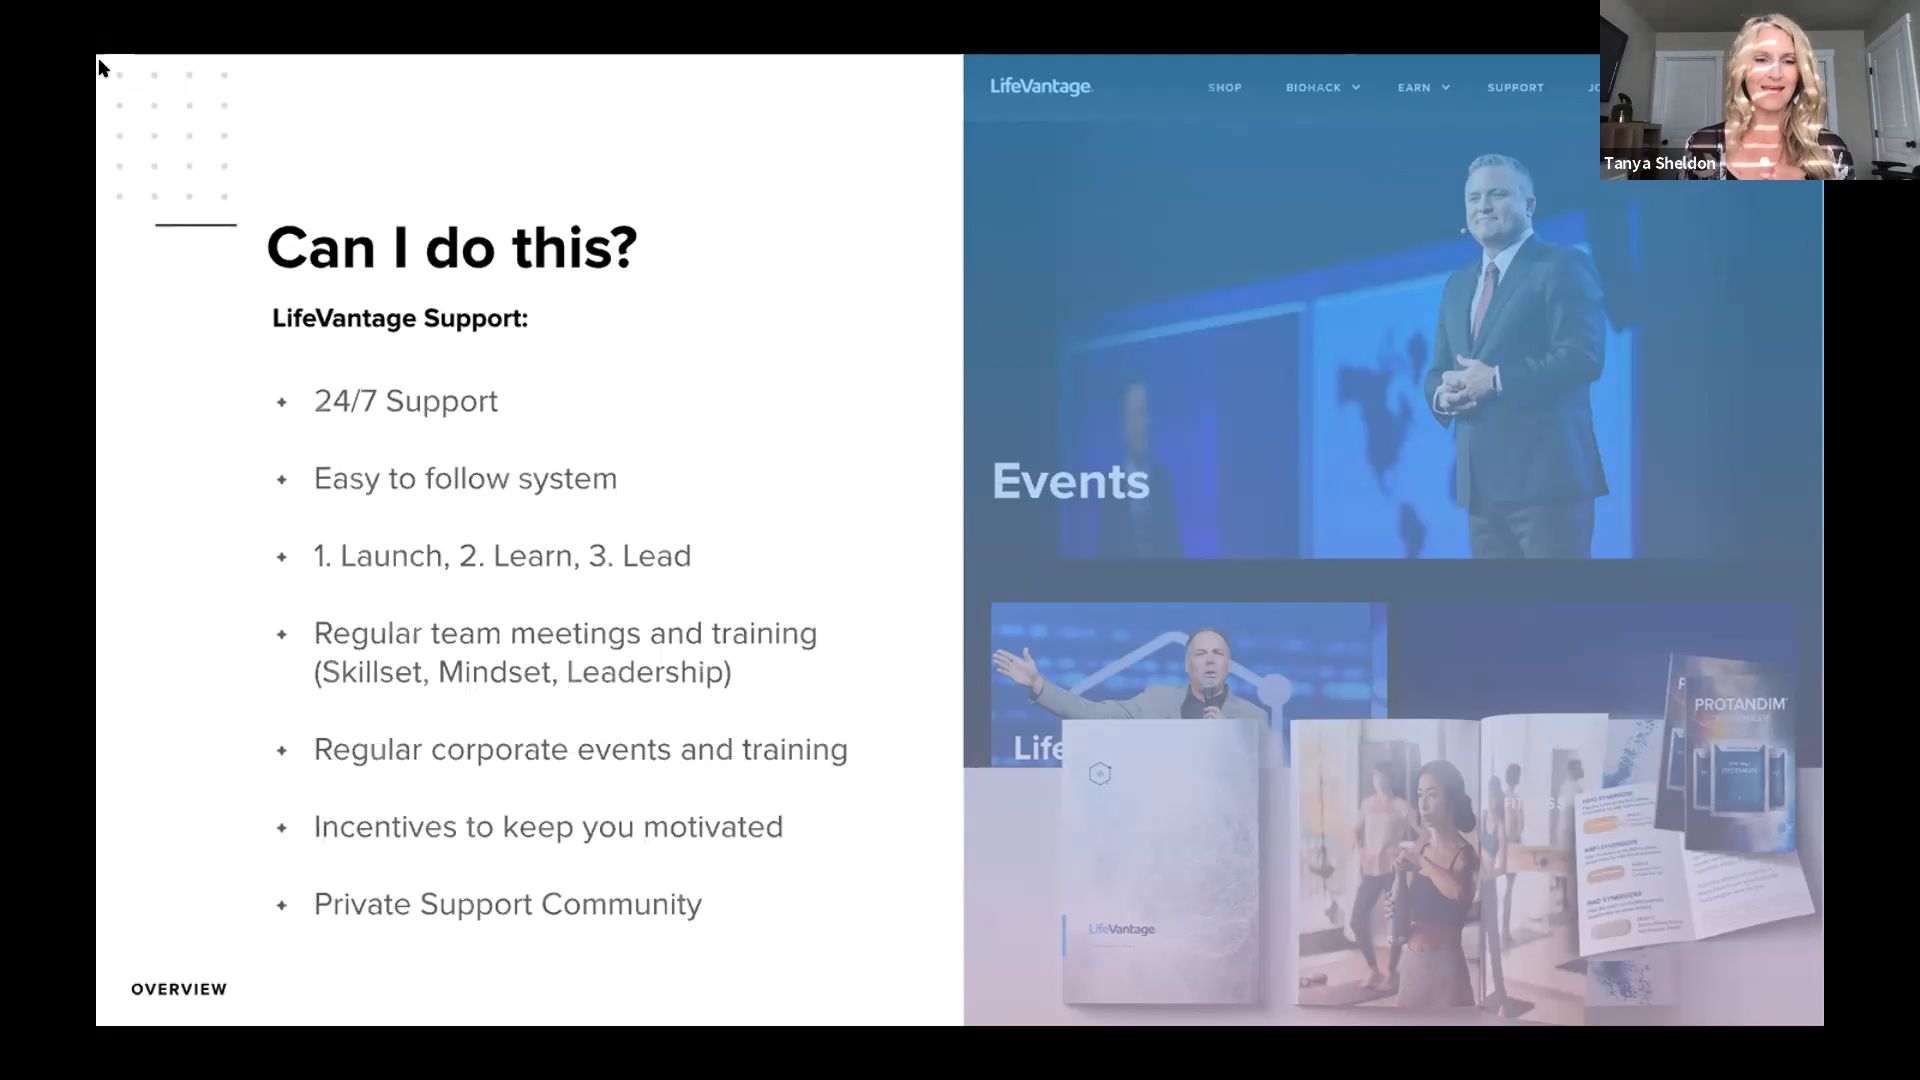 LifeVantage
SHOP
BIOHACK
EARN
SUPPORT
Tanya Sheldon
Can I do this?
LifeVantage Support:
24/7 Support
Easy to follow system
1. Launch, 2. Learn, 3. Lead
Regular team meetings and training
(Skillset, Mindset, Leadership)
Regular corporate events and training
Incentives to keep you motivated
Private Support Community
OVERVIEW
Events
Life
PROTANDIM
LifeVantage